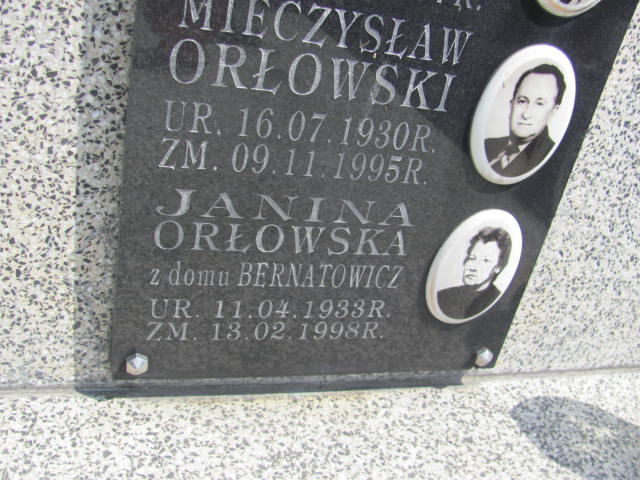 MIECZYSŁAW
ORŁOWSKI
UR. 16.07.1930R.
ZM. 09.11.1995R.
JANINA
ORŁOWSKA
z domu BERNATOWICZ
UR. 11.04.1933R.
ZM. 13.02.1998R.